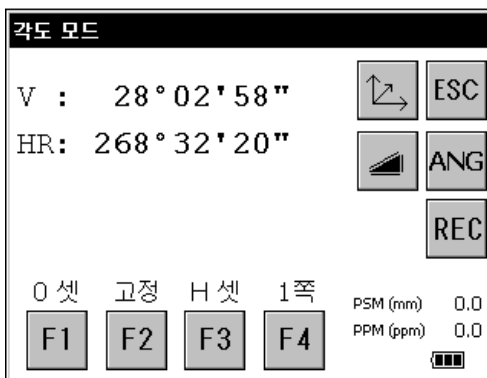 각도 모드
V : 28°02'58"
ESC
HR: 268°32'20"
ANG
REC
0 셋 고정 H 셋 1쪽
F1 F2 F3 F4
PSM (mm) 0.0
PPM (ppm) 0.0